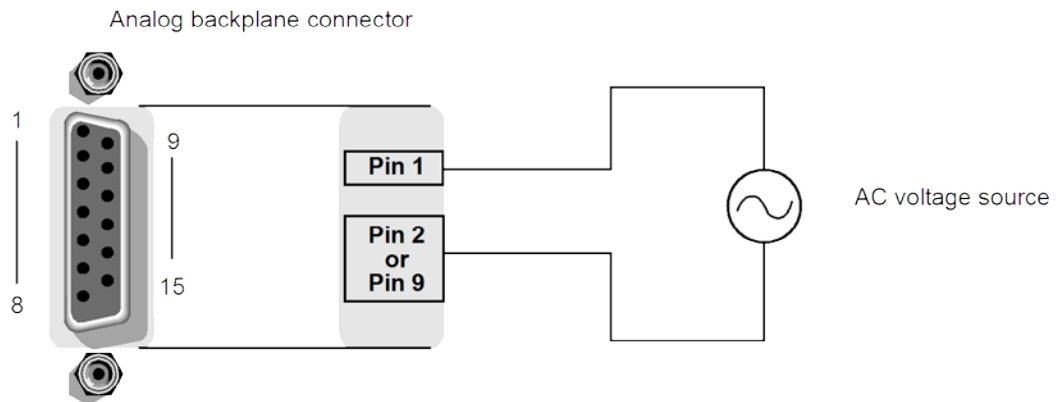 Analog backplane connector
1
9
8
15
Pin 1
Pin 2
or
Pin 9
AC voltage source